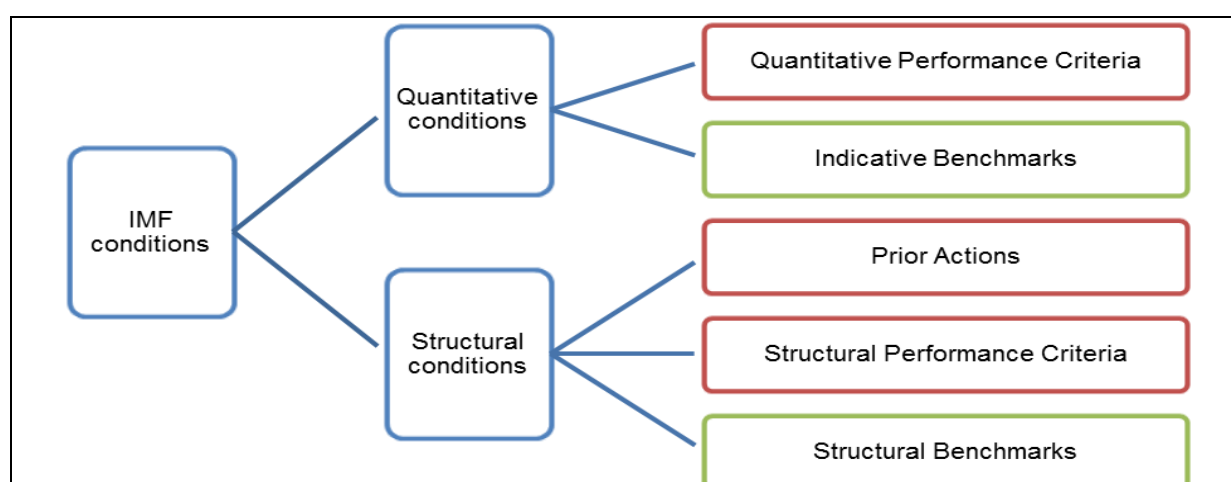 IMF
conditions
Quantitative
conditions
Quantitative Performance Criteria
Indicative Benchmarks
Structural
conditions
Prior Actions
Structural Performance Criteria
Structural Benchmarks